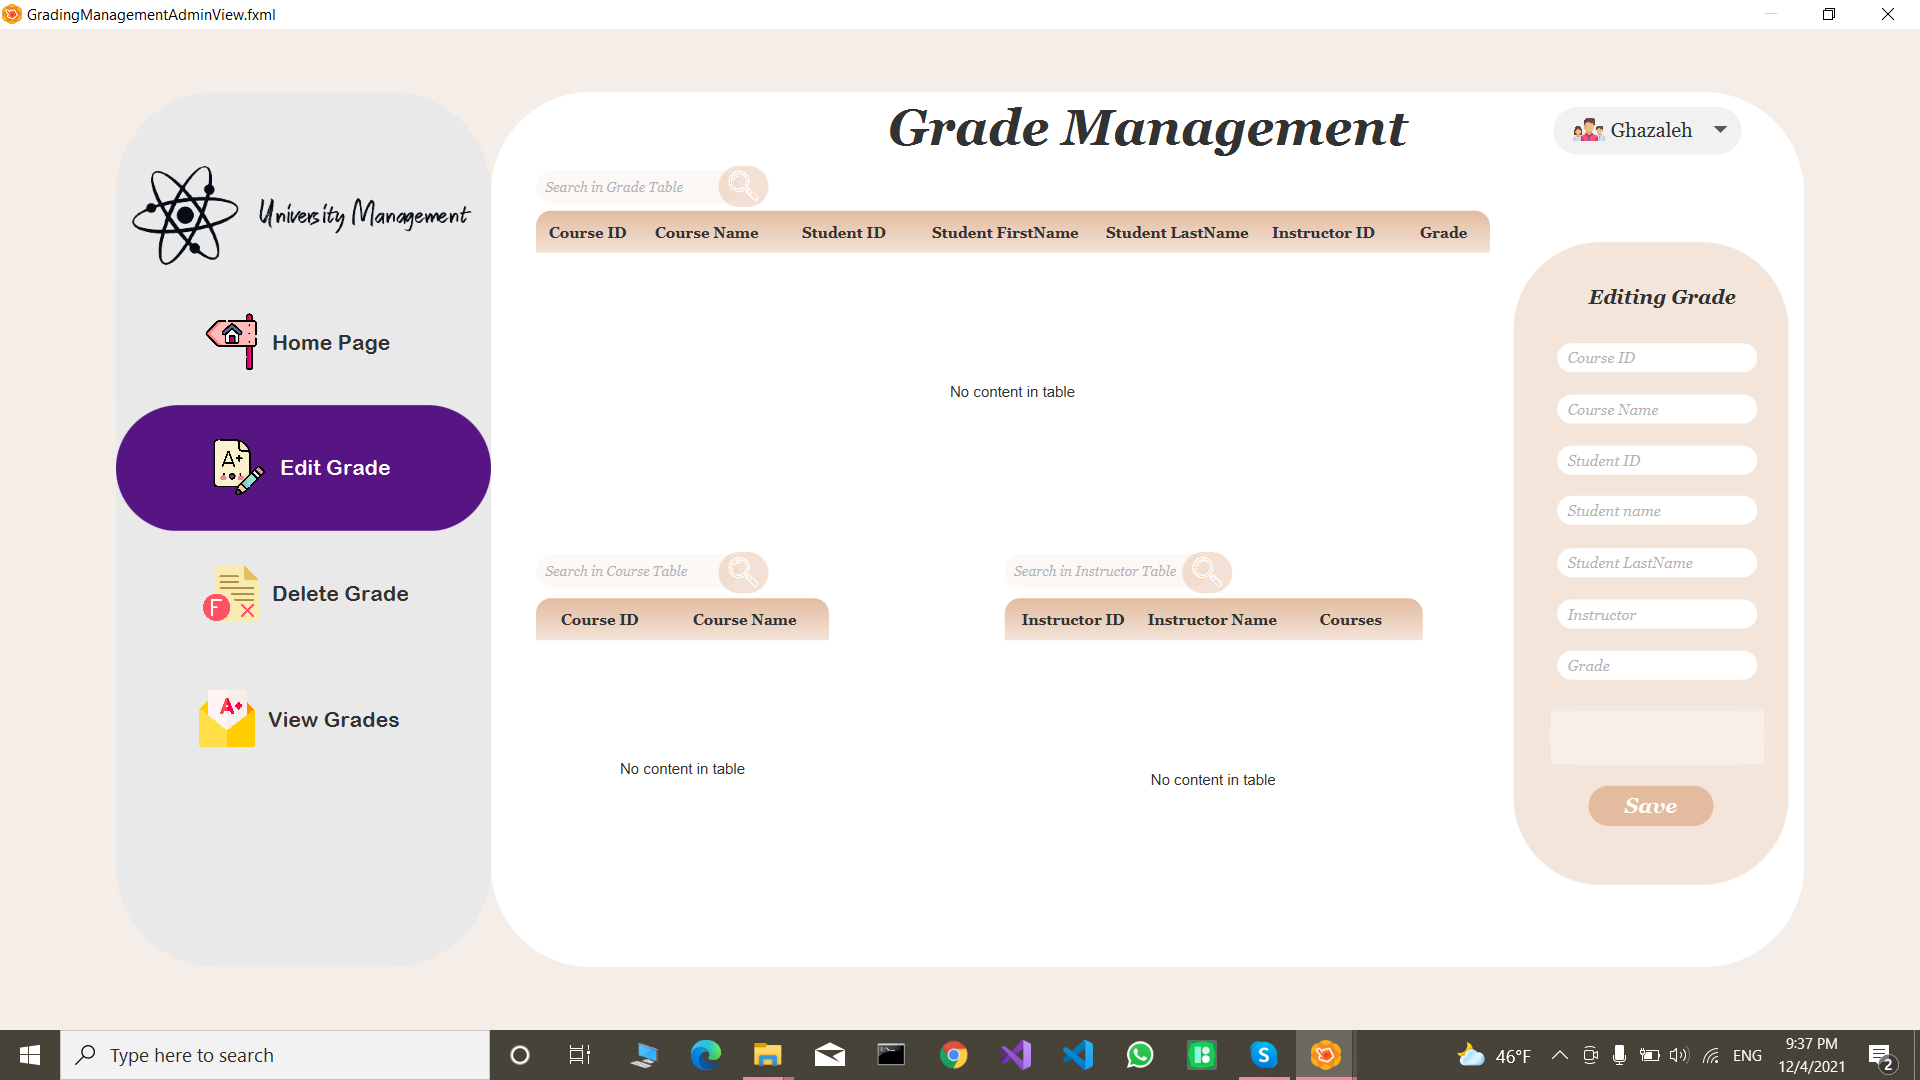 GradingManagementAdminView.fxml
Grade Management
Ghazaleh
University Management
Search in Grade Table
Course ID Course Name Student ID Student FirstName Student LastName Instructor ID Grade
No content in table
Home Page
A+
Edit Grade
F
Delete Grade
A+
View Grades
Search in Course Table
Course ID Course Name
No content in table
Search in Instructor Table
Instructor ID Instructor Name Courses
No content in table
Editing Grade
Course ID
Course Name
Student ID
Student name
Student LastName
Instructor
Grade
Save
Type here to search
S
46°F
ENG
9:37 PM
12/4/2021
2